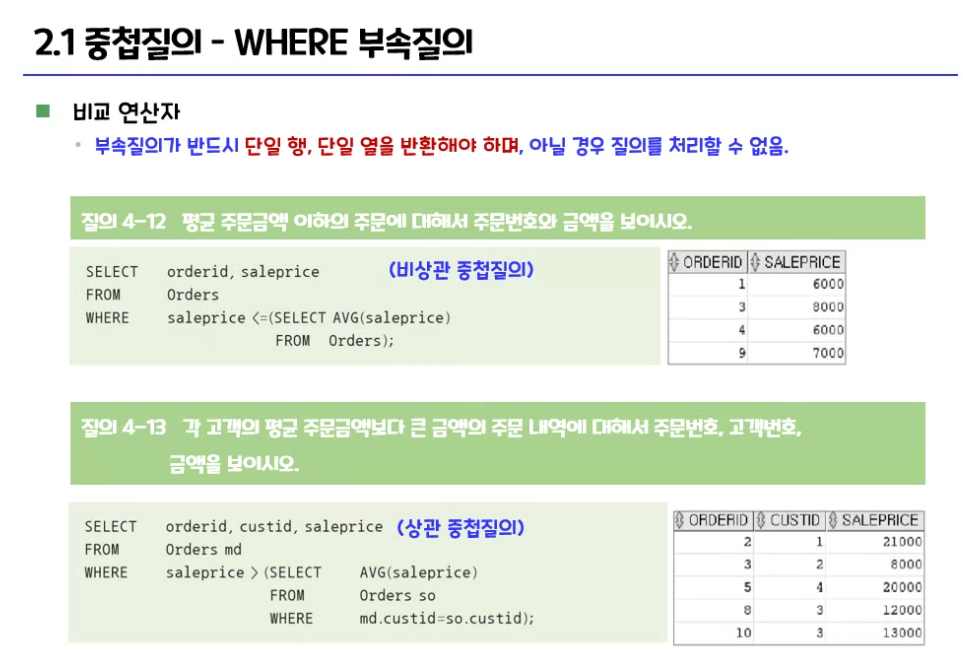 2.1 중첩질의 - WHERE 부속질의
비교 연산자
부속질의가 반드시 단일 행, 단일 열을 반환해야 하며, 아닐 경우 질의를 처리할 수 없음.
질의 4-12 평균 주문금액 이하의 주문에 대해서 주문번호와 금액을 보이시오.
SELECT orderid, saleprice (비상관 중첩질의)
FROM Orders
WHERE saleprice <=(SELECT AVG(saleprice)
FROM Orders);
ORDERID SALEPRICE
1 6000
3 8000
4 6000
9 7000
질의 4-13 각 고객의 평균 주문금액보다 큰 금액의 주문 내역에 대해서 주문번호, 고객번호,
금액을 보이시오.
SELECT orderid, custid, saleprice (상관 중첩질의)
FROM Orders md
WHERE saleprice > (SELECT AVG(saleprice)
FROM Orders so
WHERE md.custid=so.custid);
ORDERID CUSTID SALEPRICE
2 1 21000
3 2 8000
5 4 20000
8 3 12000
10 3 13000